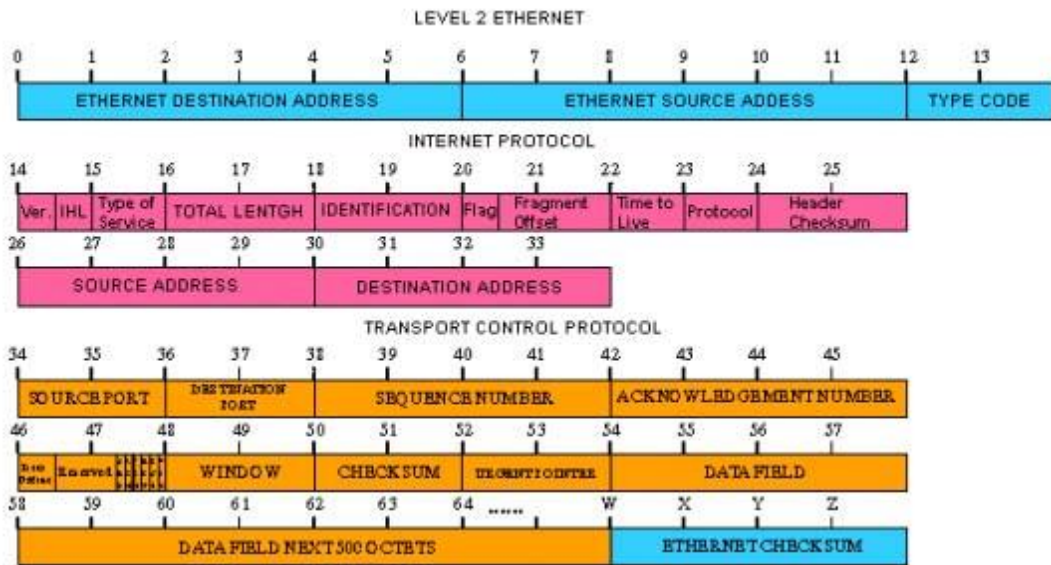 LEVEL 2 ETHERNET
0 1 2 3 4 5 6 7 8 9 10 11 12 13
ETHERNET DESTINATION ADDRESS ETHERNET SOURCE ADDESS TYPE CODE
INTERNET PROTOCOL
14 15 16 17 18 19 20 21 22 23 24 25
Ver. IHL Type of Service TOTAL LENTGH IDENTIFICATION Flag Fragment Offset Time to Live Protocol Header Checksum
26 27 28 29 30 31 32 33
SOURCE ADDRESS DESTINATION ADDRESS
TRANSPORT CONTROL PROTOCOL
34 35 36 37 38 39 40 41 42 43 44 45
SOURCE PORT DESTINATION PORT SEQUENCE NUMBER ACKNOWLEDGEMENT NUMBER
46 47 48 49 50 51 52 53 54 55 56 57
Reserved WINDOW CHECKSUM DATA FIELD
58 59 60 61 62 63 64 ...... W X Y Z
DATA FIELD NEXT 500 OCTETS ETHERNET CHECKSUM